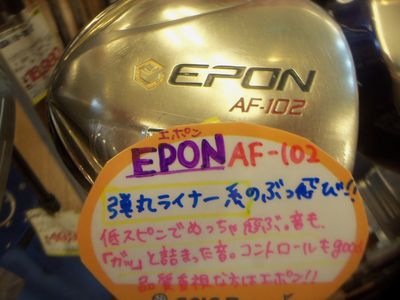 EPON
AF-102
エポン
EPON AF-102
弾丸ライナー系のぶっ飛び!!
低スピンでめっちゃ飛ぶ。音も、
「ガッ」と詰まった音。コントロールもgood
品質重視な方はエポン!!